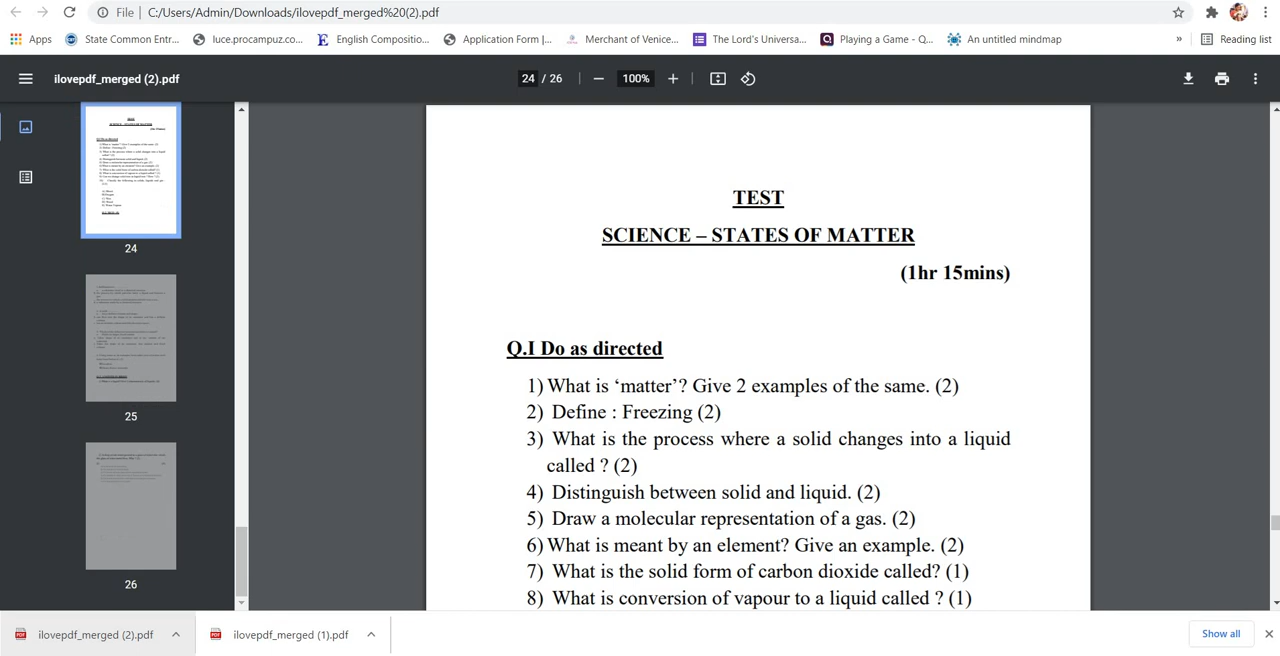 File C:/Users/Admin/Downloads/ilovepdf_merged%20(2).pdf
Apps State Common Entr... luce.procampuz.co... English Compositio... Application Form |... Merchant of Venice... The Lord's Universa... Playing a Game - Q... An untitled mindmap » Reading list
ilovepdf_merged (2).pdf 24 / 26 100%
24
25
26
TEST
SCIENCE – STATES OF MATTER
(1hr 15mins)
Q.I Do as directed
1) What is ‘matter’? Give 2 examples of the same. (2)
2) Define : Freezing (2)
3) What is the process where a solid changes into a liquid
called ? (2)
4) Distinguish between solid and liquid. (2)
5) Draw a molecular representation of a gas. (2)
6) What is meant by an element? Give an example. (2)
7) What is the solid form of carbon dioxide called? (1)
8) What is conversion of vapour to a liquid called ? (1)
ilovepdf_merged (2).pdf ilovepdf_merged (1).pdf Show all